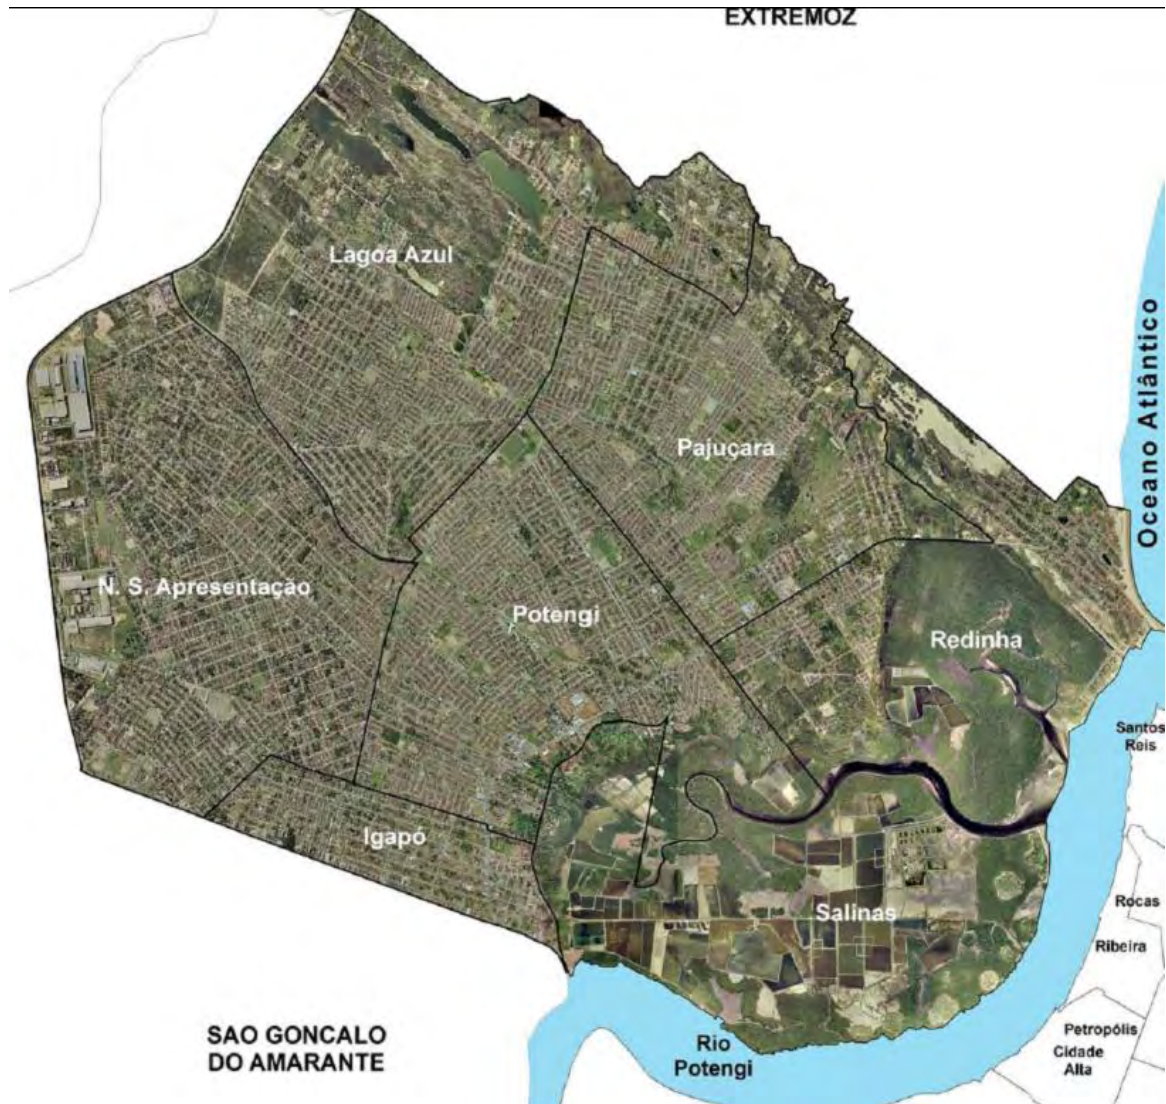 EXTREMOZ
Lagoa Azul
Oceano Atlântico
Pajuçara
N. S. Apresentação
Potengi
Redinha
Santos
Reis
Igapó
Salinas
Rocas
Ribeira
SAO GONCALO
DO AMARANTE
Rio
Potengi
Petropólis
Cidade
Alta